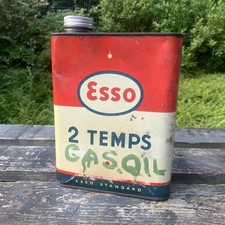 Esso
2 TEMPS
GASOIL
ESSO STANDARD